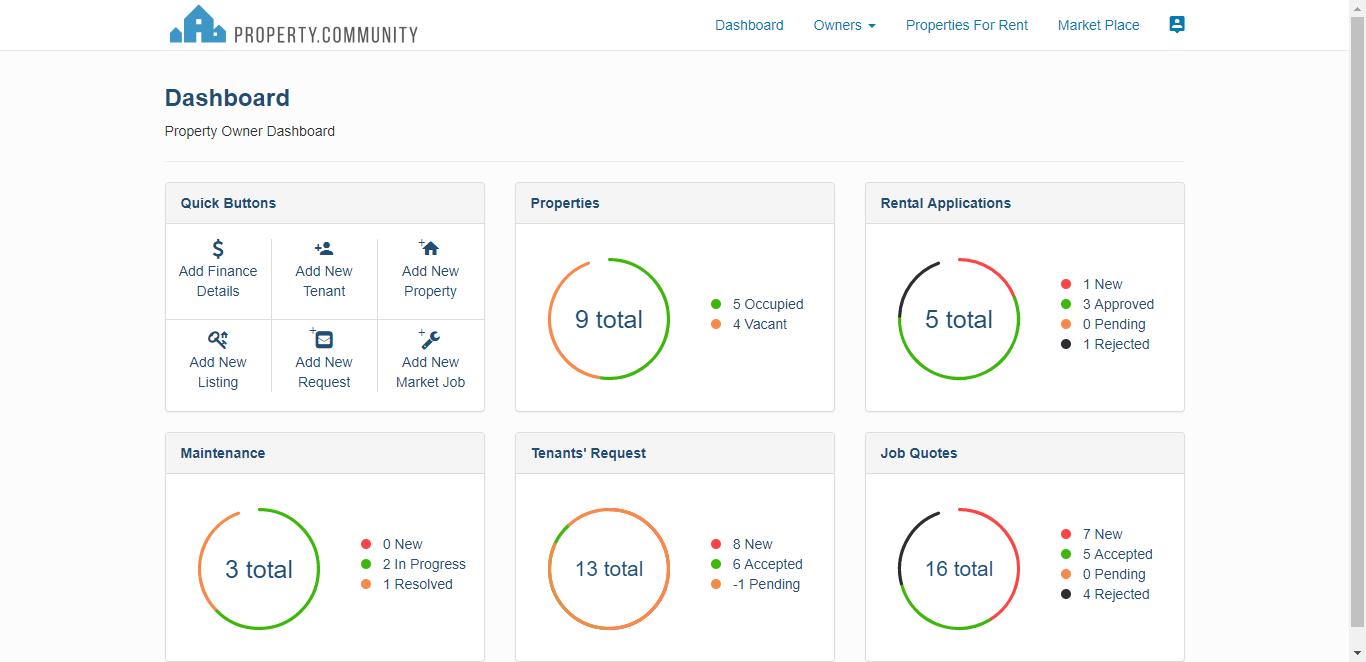 PROPERTY.COMMUNITY
Dashboard
Owners
Properties For Rent
Market Place
Dashboard
Property Owner Dashboard
Quick Buttons
Add Finance
Details
Add New
Tenant
Add New
Property
Add New
Listing
Add New
Request
Add New
Market Job
Properties
9 total
5 Occupied
4 Vacant
Rental Applications
5 total
1 New
3 Approved
0 Pending
1 Rejected
Maintenance
3 total
0 New
2 In Progress
1 Resolved
Tenants' Request
13 total
8 New
6 Accepted
-1 Pending
Job Quotes
16 total
7 New
5 Accepted
0 Pending
4 Rejected